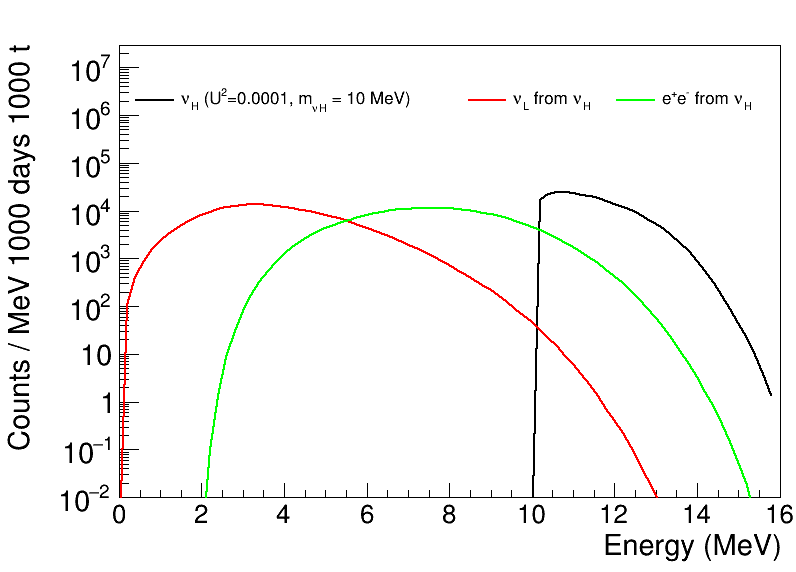 Counts / MeV 1000 days 1000 t
10⁷
10⁶
10⁵
10⁴
10³
10²
10
1
10⁻¹
10⁻²
ν_H (U²=0.0001, m_νH = 10 MeV)
ν_L from ν_H
e⁺e⁻ from ν_H
0 2 4 6 8 10 12 14 16
Energy (MeV)